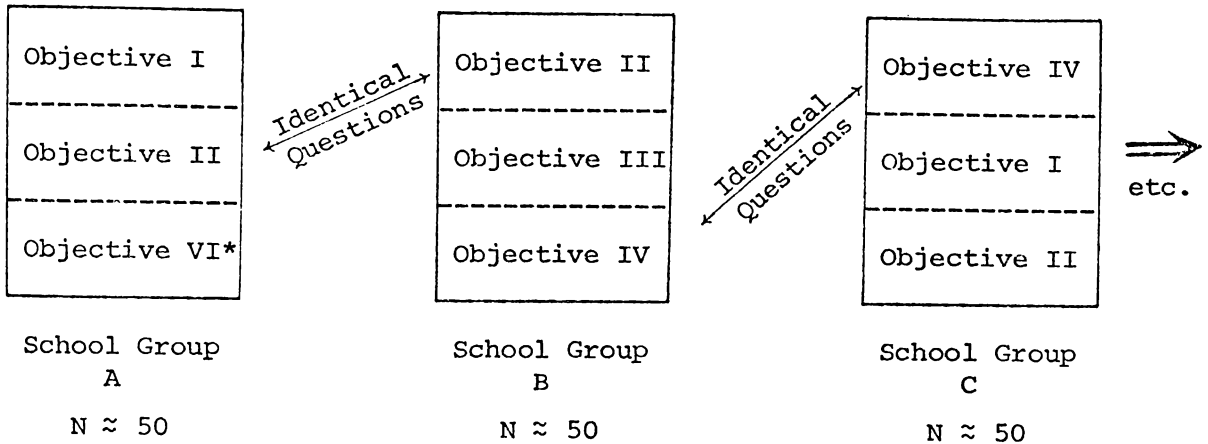 Objective I
Objective II
Objective VI*
School Group
A
N ≈ 50
Identical
Questions
Objective II
Objective III
Objective IV
School Group
B
N ≈ 50
Identical
Questions
Objective IV
Objective I
Objective II
School Group
C
N ≈ 50
etc.